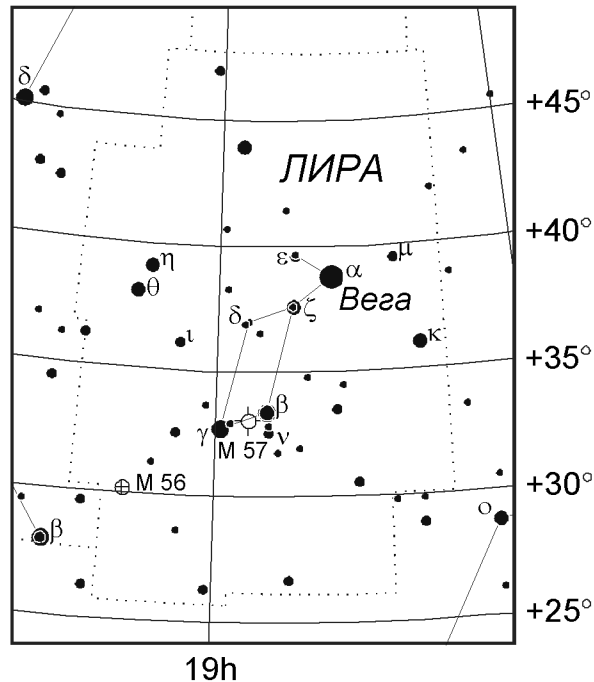 δ
+45°
ЛИРА
+40°
ε
μ
η
α
θ
Вега
δ
ζ
ι
κ
+35°
β
γ
ν
M 57
M 56
+30°
ο
β
+25°
19h